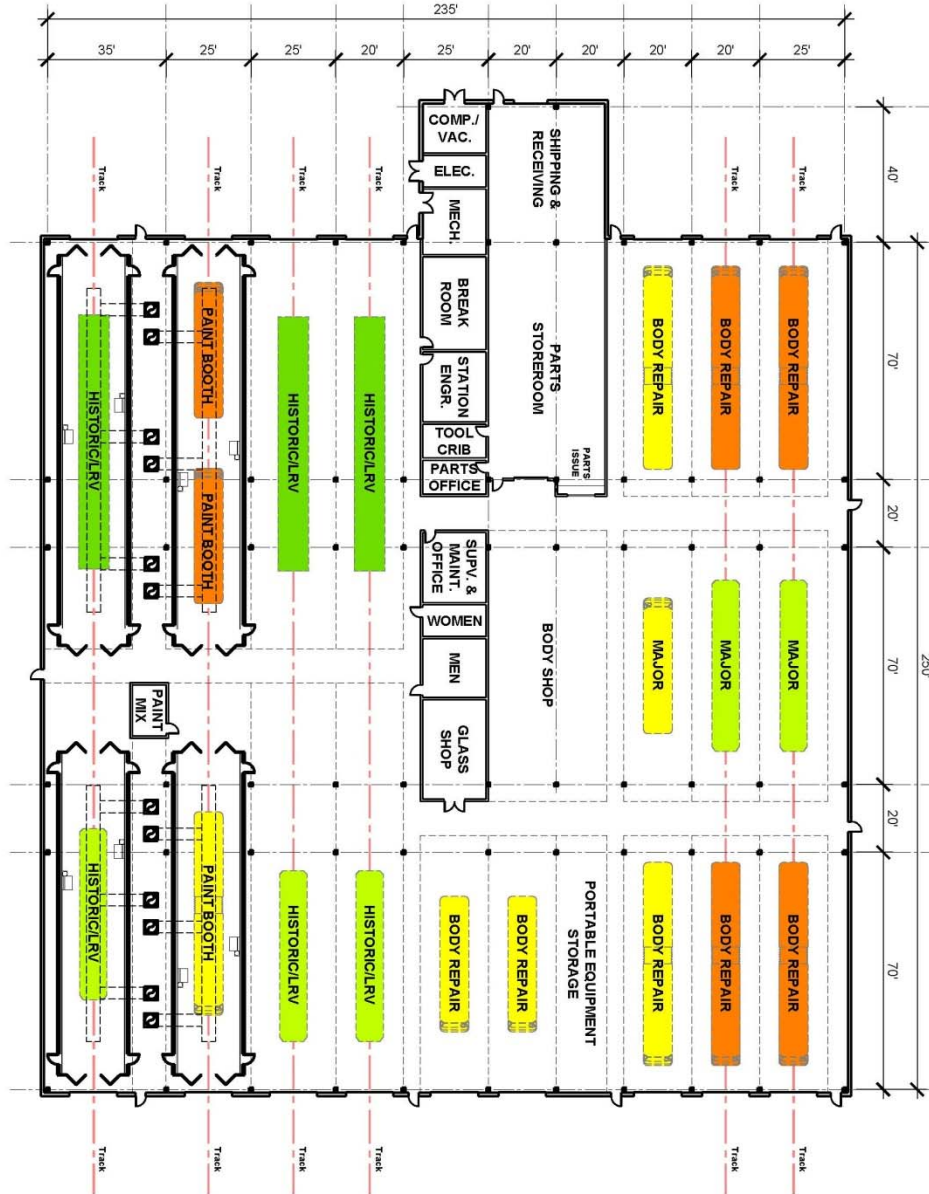 235'
35'
25'
25'
20'
25'
20'
20'
20'
20'
25'
Track
Track
Track
Track
COMP./
VAC.
ELEC.
MECH.
BREAK
ROOM
STATION
ENGR.
TOOL
CRIB
PARTS
OFFICE
SHIPPING &
RECEIVING
PARTS
STOREROOM
PARTS
ISSUE
Track
Track
40'
HISTORIC/LRV
PAINT BOOTH
PAINT BOOTH
HISTORIC/LRV
HISTORIC/LRV
BODY REPAIR
BODY REPAIR
BODY REPAIR
70'
20'
SUPV. &
MAINT.
OFFICE
WOMEN
MEN
GLASS
SHOP
BODY SHOP
MAJOR
MAJOR
MAJOR
70'
250'
PAINT
MIX
20'
HISTORIC/LRV
PAINT BOOTH
HISTORIC/LRV
HISTORIC/LRV
BODY REPAIR
BODY REPAIR
PORTABLE EQUIPMENT
STORAGE
BODY REPAIR
BODY REPAIR
BODY REPAIR
70'
Track
Track
Track
Track
Track
Track